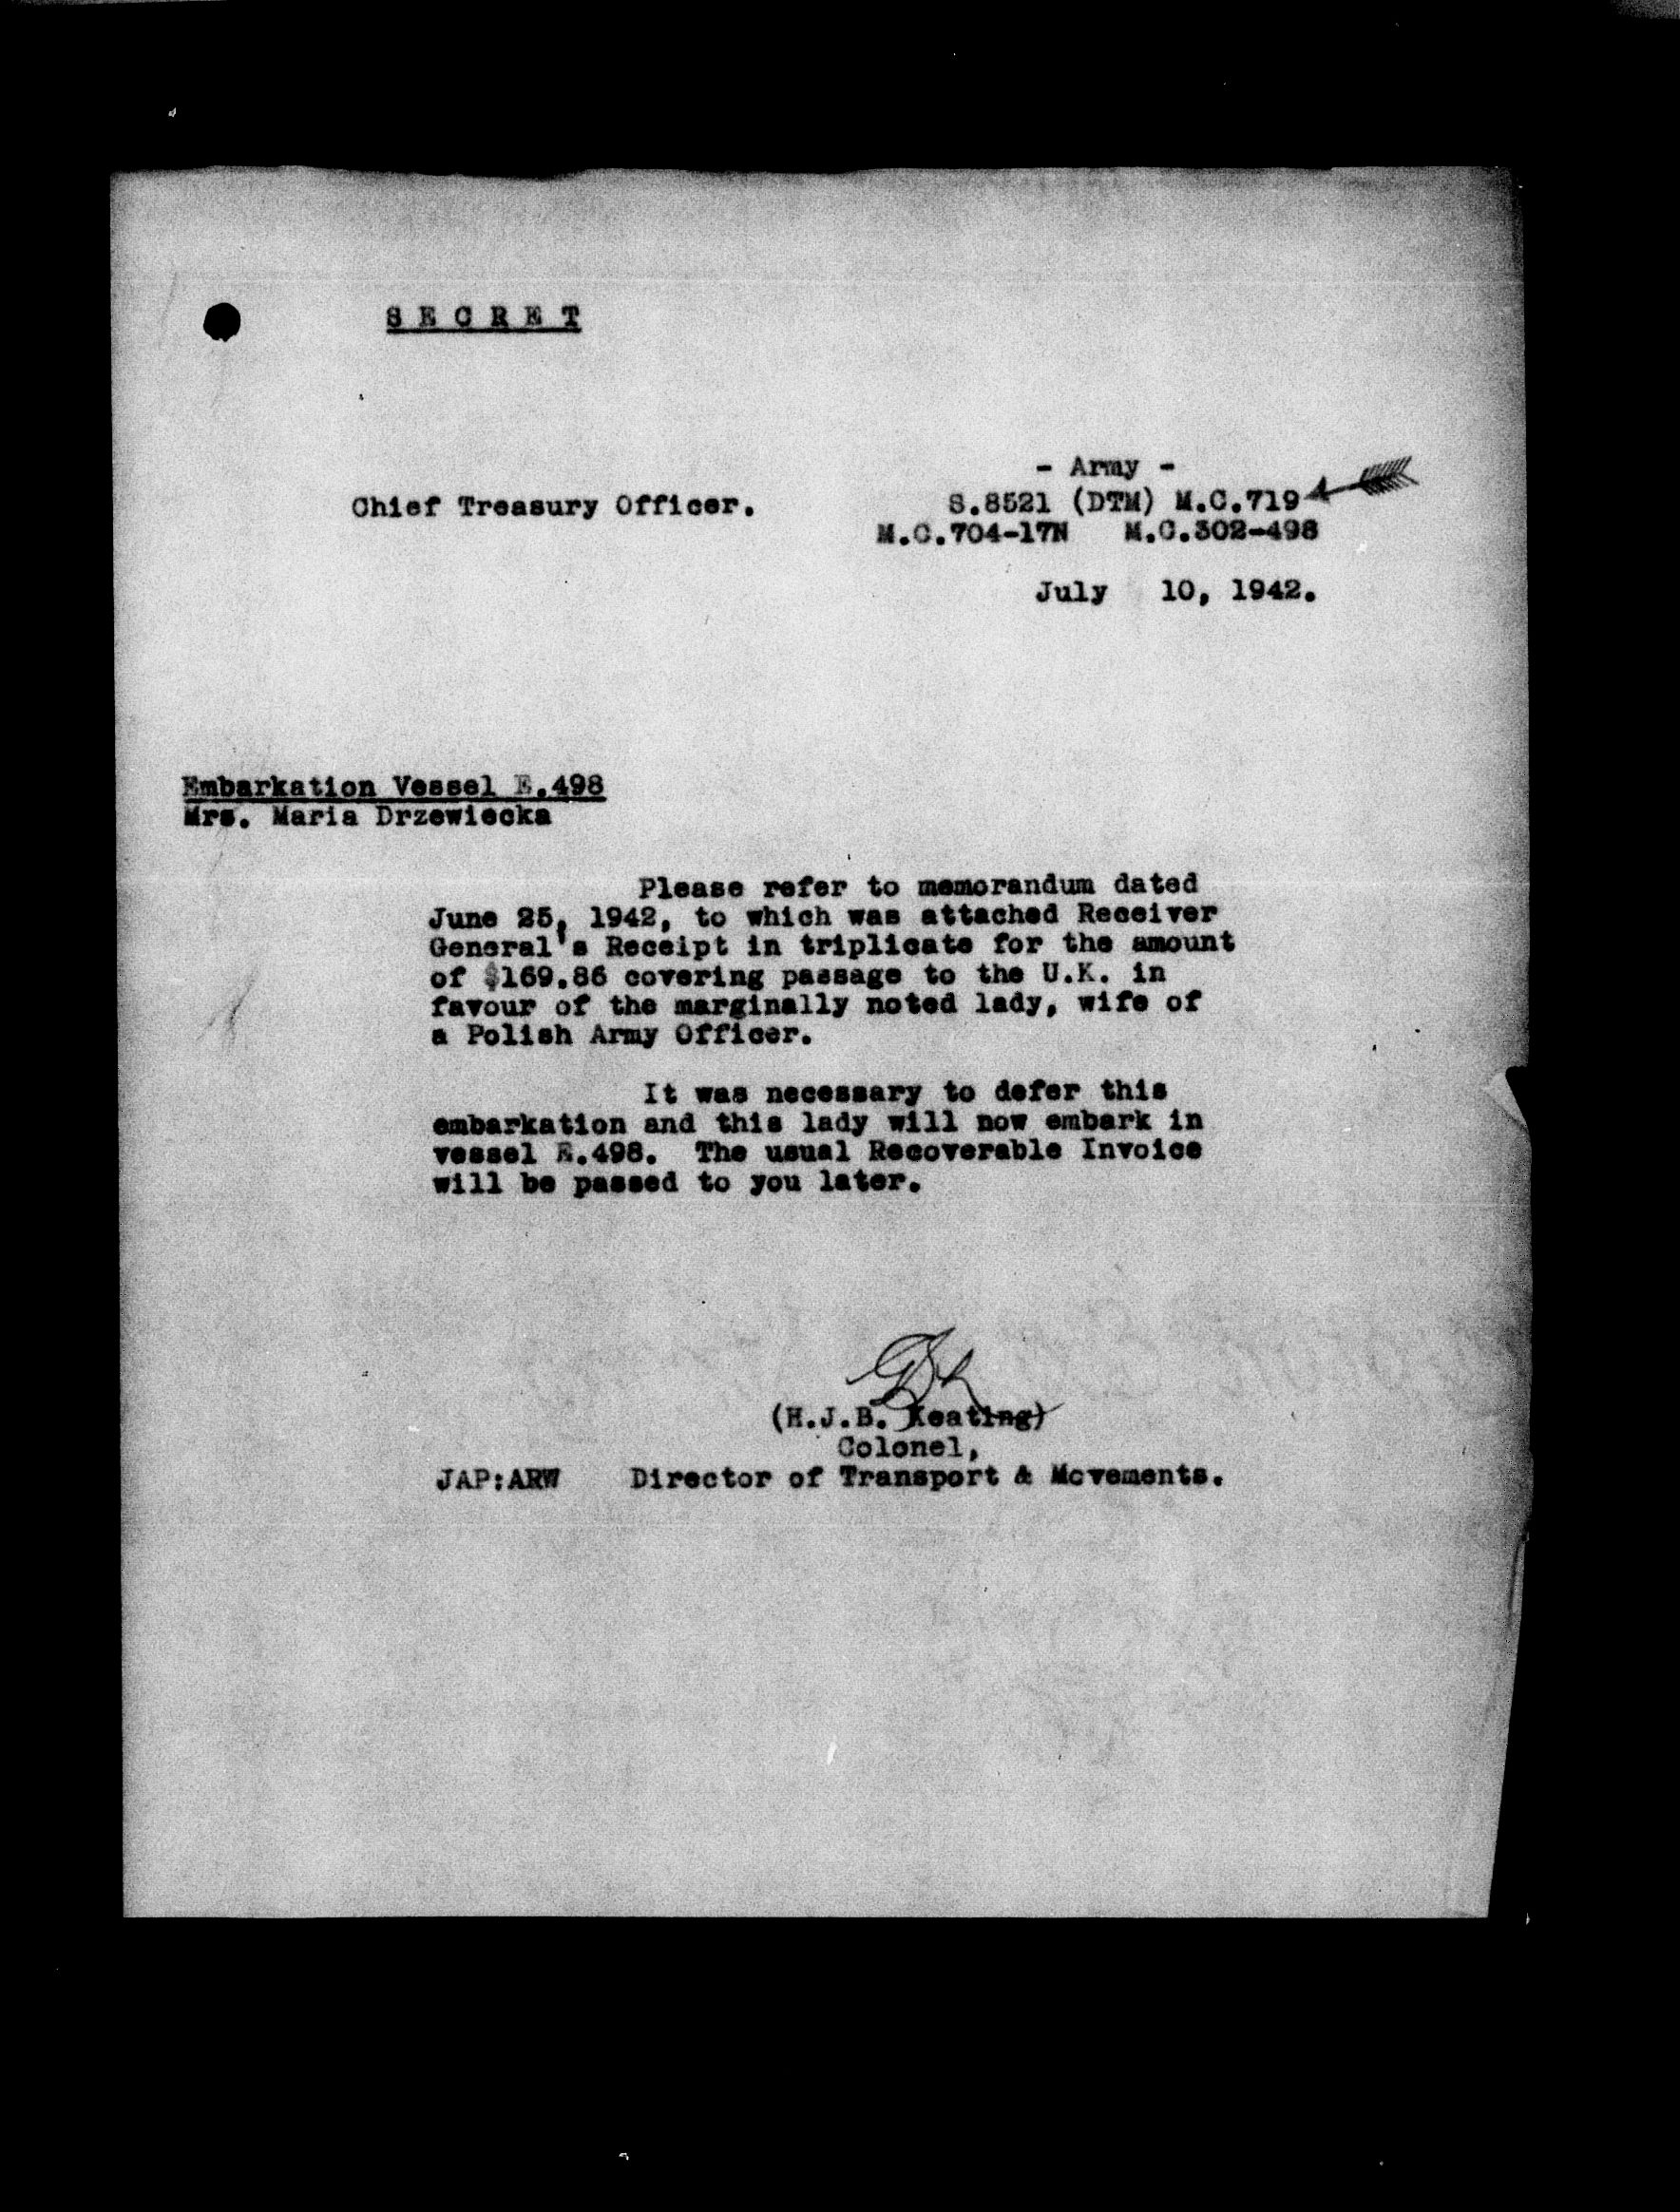 S E C R E T
- Army -
Chief Treasury Officer.
S.8521 (DTM) M.C.719
M.C.704-17N M.C.302-498
July 10, 1942.
Embarkation Vessel E.498
Mrs. Maria Drzewiecka
Please refer to memorandum dated
June 25, 1942, to which was attached Receiver
General's Receipt in triplicate for the amount
of $169.86 covering passage to the U.K. in
favour of the marginally noted lady, wife of
a Polish Army Officer.
It was necessary to defer this
embarkation and this lady will now embark in
vessel E.498. The usual Recoverable Invoice
will be passed to you later.
(H.J.B. Keating)
Colonel,
JAP:ARW Director of Transport & Movements.